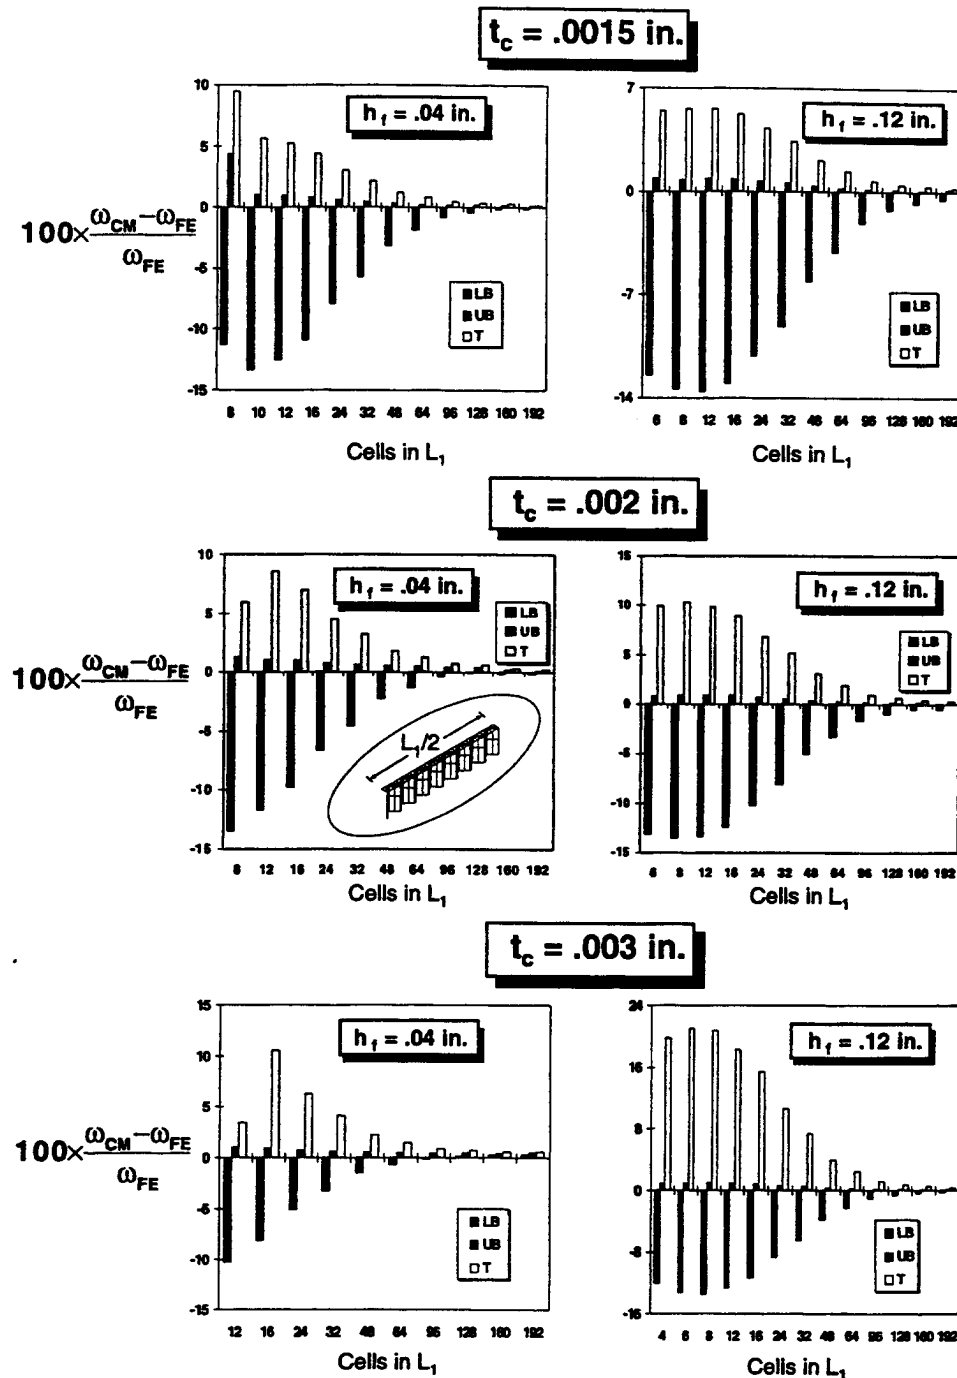 t_c = .0015 in.
100× (ω_CM − ω_FE) / ω_FE
10
5
0
-5
-10
-15
h_f = .04 in.
LB
UB
T
8 10 12 16 24 32 48 64 96 128 160 192
Cells in L_1
7
0
-7
-14
h_f = .12 in.
LB
UB
T
6 8 12 16 24 32 48 64 96 128 160 192
Cells in L_1
t_c = .002 in.
100× (ω_CM − ω_FE) / ω_FE
10
5
0
-5
-10
-15
h_f = .04 in.
LB
UB
T
L_1/2
8 12 16 24 32 48 64 96 128 160 192
Cells in L_1
15
10
5
0
-5
-10
-15
h_f = .12 in.
LB
UB
T
6 8 12 16 24 32 48 64 96 128 160 192
Cells in L_1
t_c = .003 in.
100× (ω_CM − ω_FE) / ω_FE
15
10
5
0
-5
-10
-15
h_f = .04 in.
LB
UB
T
12 16 24 32 48 64 96 128 160 192
Cells in L_1
24
16
8
0
-8
-16
h_f = .12 in.
LB
UB
T
4 6 8 12 16 24 32 48 64 96 128 160 192
Cells in L_1